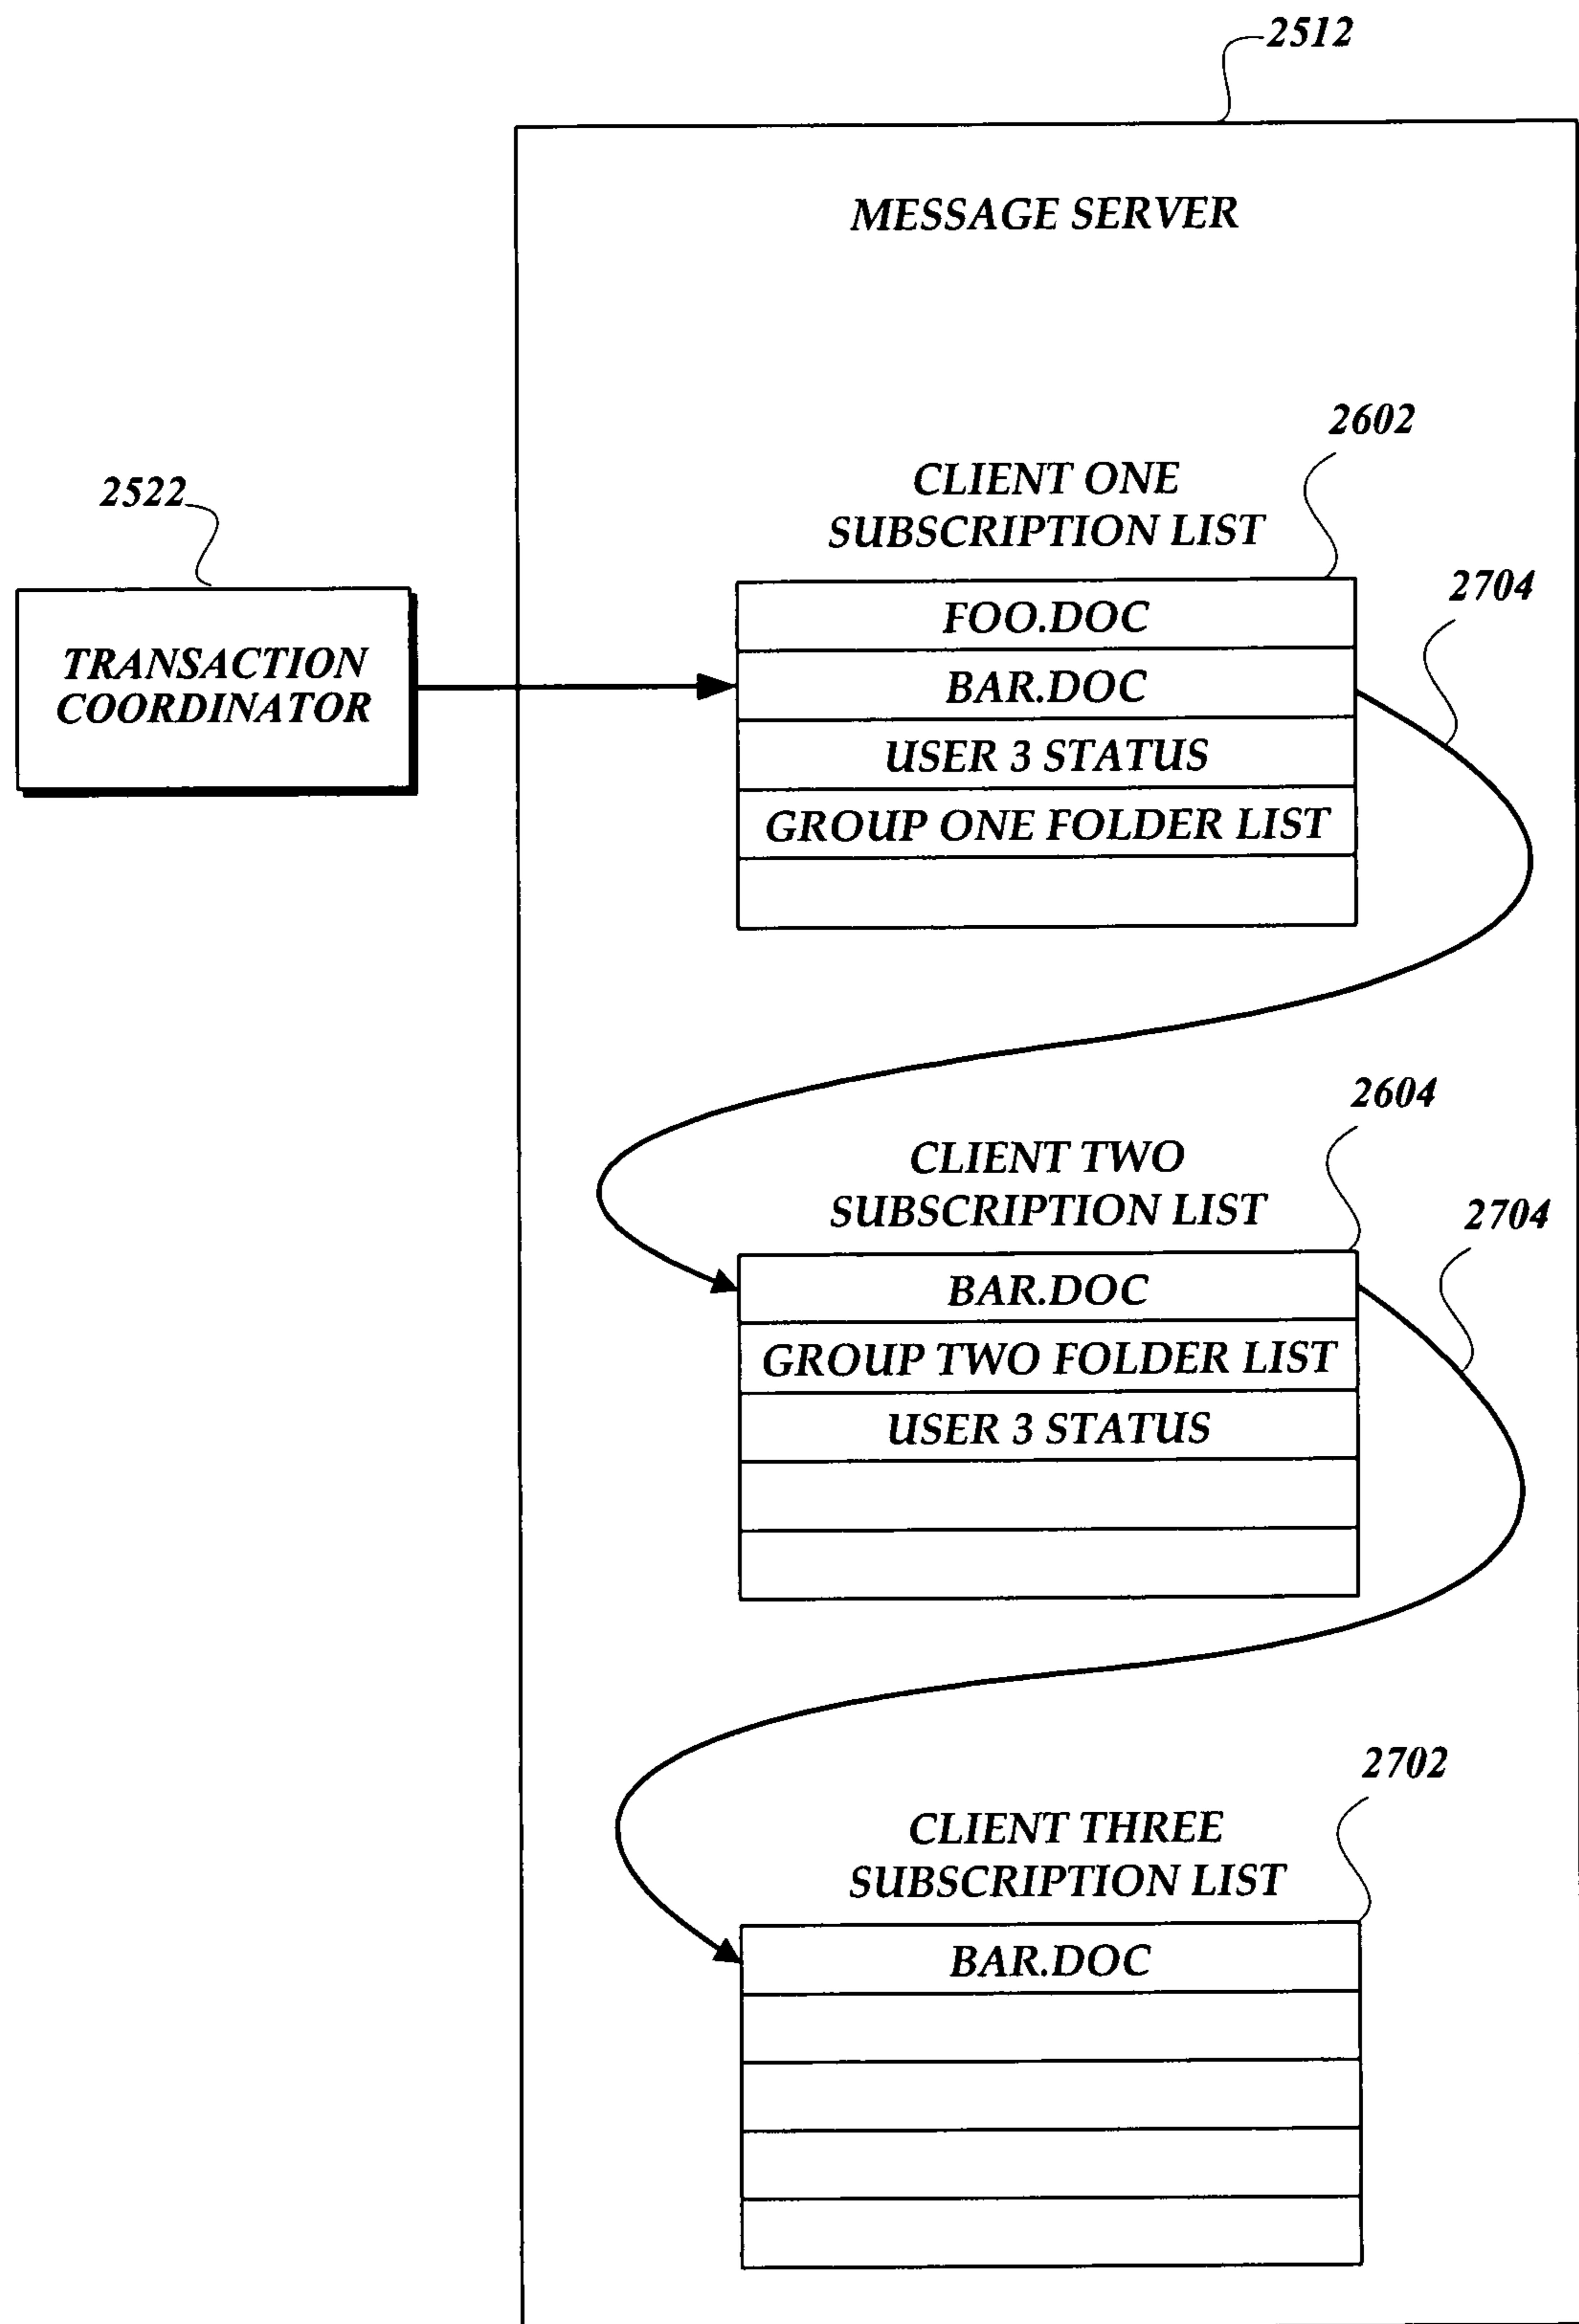 2512
MESSAGE SERVER
2602
CLIENT ONE
SUBSCRIPTION LIST
2522
2704
FOO.DOC
TRANSACTION
COORDINATOR
BAR.DOC
USER 3 STATUS
GROUP ONE FOLDER LIST
2604
CLIENT TWO
SUBSCRIPTION LIST
2704
BAR.DOC
GROUP TWO FOLDER LIST
USER 3 STATUS
2702
CLIENT THREE
SUBSCRIPTION LIST
BAR.DOC